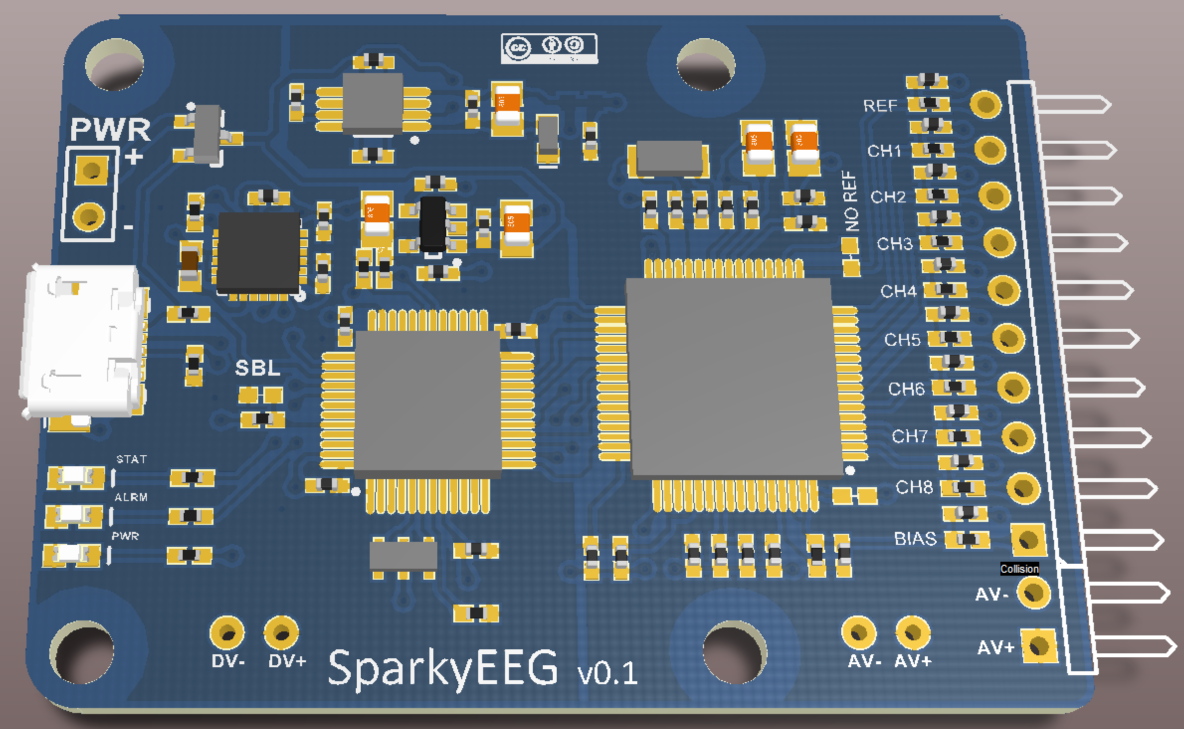 PWR
+
-
REF
CH1
CH2
CH3
CH4
CH5
CH6
CH7
CH8
BIAS
NO REF
SBL
STAT
ALRM
PWR
Collision
AV-
AV+
DV-
DV+
AV-
AV+
SparkyEEG v0.1